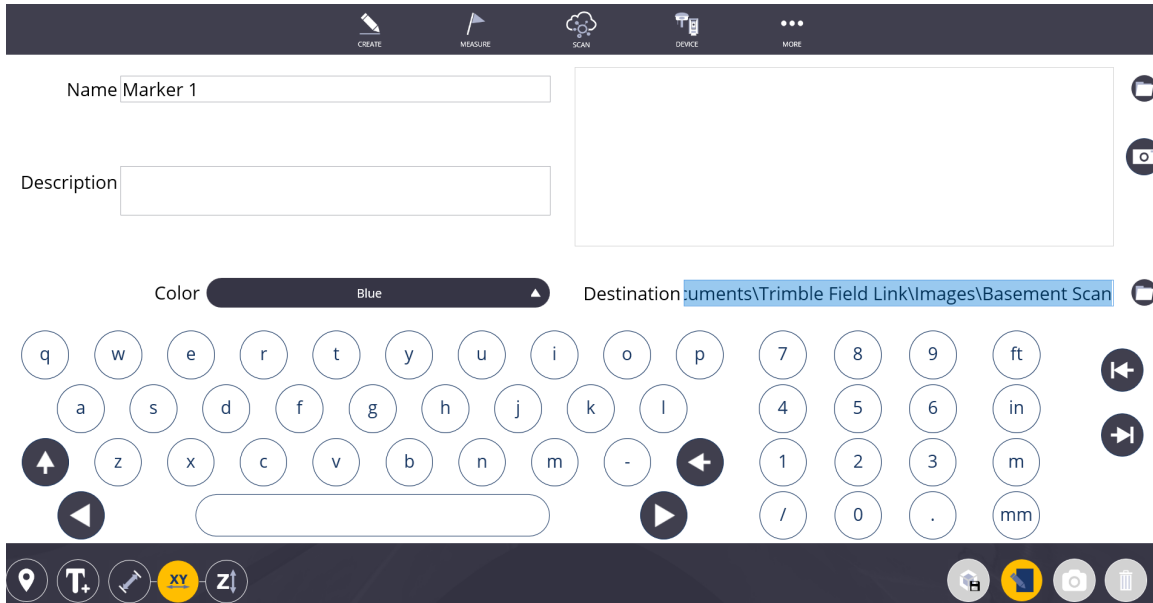 CREATE MEASURE SCAN DEVICE MORE
Name Marker 1
Description
Color Blue Destination :uments\Trimble Field Link\Images\Basement Scan
q w e r t y u i o p 7 8 9 ft
a s d f g h j k l 4 5 6 in
z x c v b n m - 1 2 3 m
/ 0 . mm
T+ XY Z